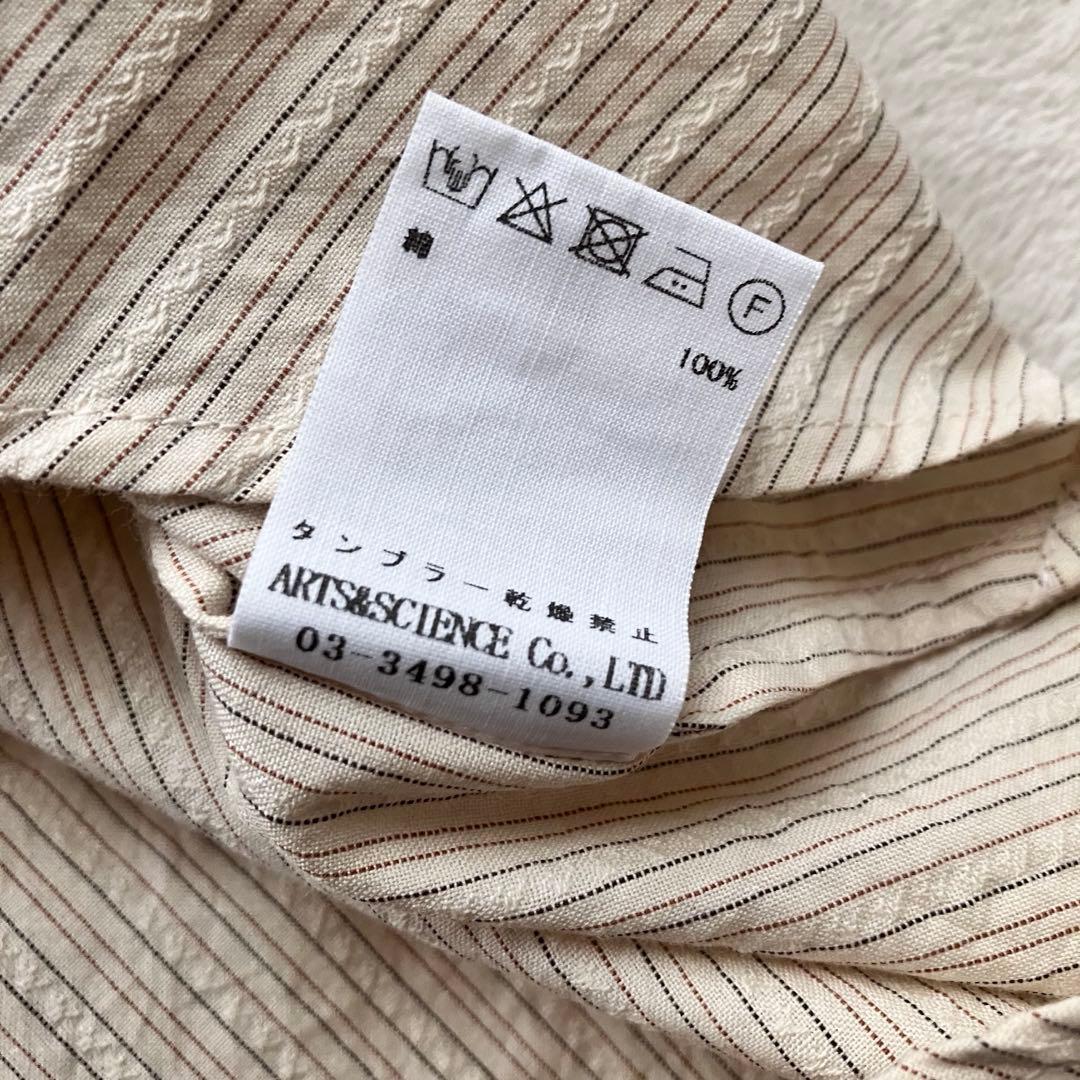 F
綿
100%
タンブラー乾燥禁止
ARTS&SCIENCE Co.,LTD
03-3498-1093